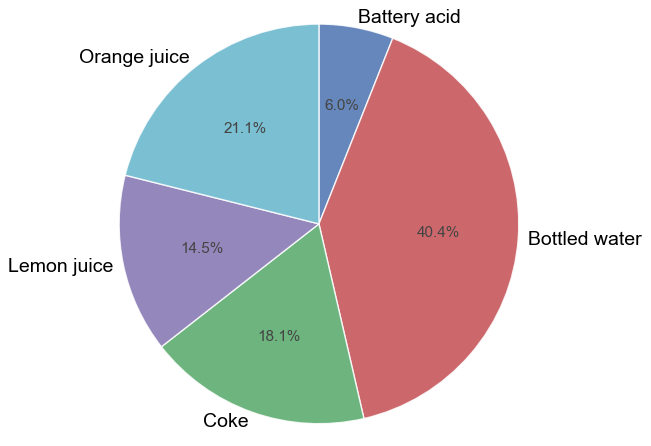 Battery acid
Orange juice
6.0%
21.1%
40.4%
Bottled water
14.5%
Lemon juice
18.1%
Coke